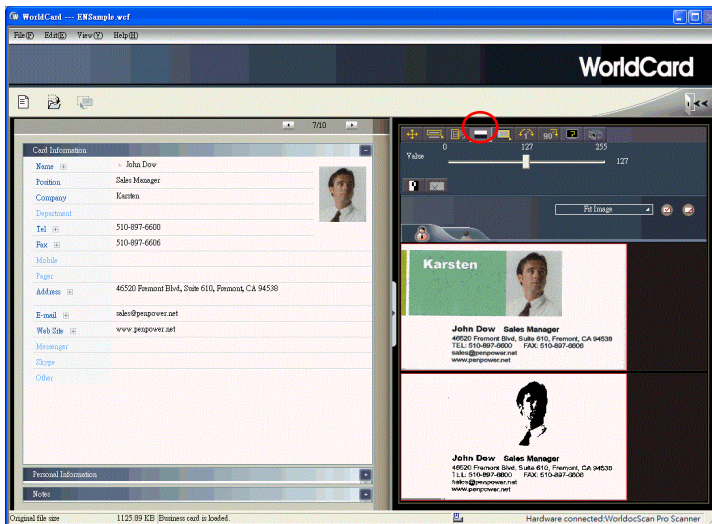 WorldCard --- ENSample.wcf
File(F) Edit(E) View(V) Help(H)
WorldCard
7/10
Card Information
Name John Dow
Position Sales Manager
Company Karsten
Department
Tel 510-897-6600
Fax 510-897-6606
Mobile
Pager
Address 46520 Fremont Blvd, Suite 610, Fremont, CA 94538
E-mail sales@penpower.net
Web Site www.penpower.net
Messenger
Skype
Other
Personal Information
Notes
90
0 127 255
Value 127
Fit Image
Karsten
John Dow Sales Manager
46520 Fremont Blvd, Suite 610, Fremont, CA 94538
TEL: 510-897-6600 FAX: 510-897-6606
sales@penpower.net
www.penpower.net
John Dow Sales Manager
46520 Fremont Blvd, Suite 610, Fremont, CA 94538
TEL: 510-897-6600 FAX: 510-897-6606
sales@penpower.net
www.penpower.net
Original file size 1125.89 KB Business card is loaded. Hardware connected:WorldocScan Pro Scanner